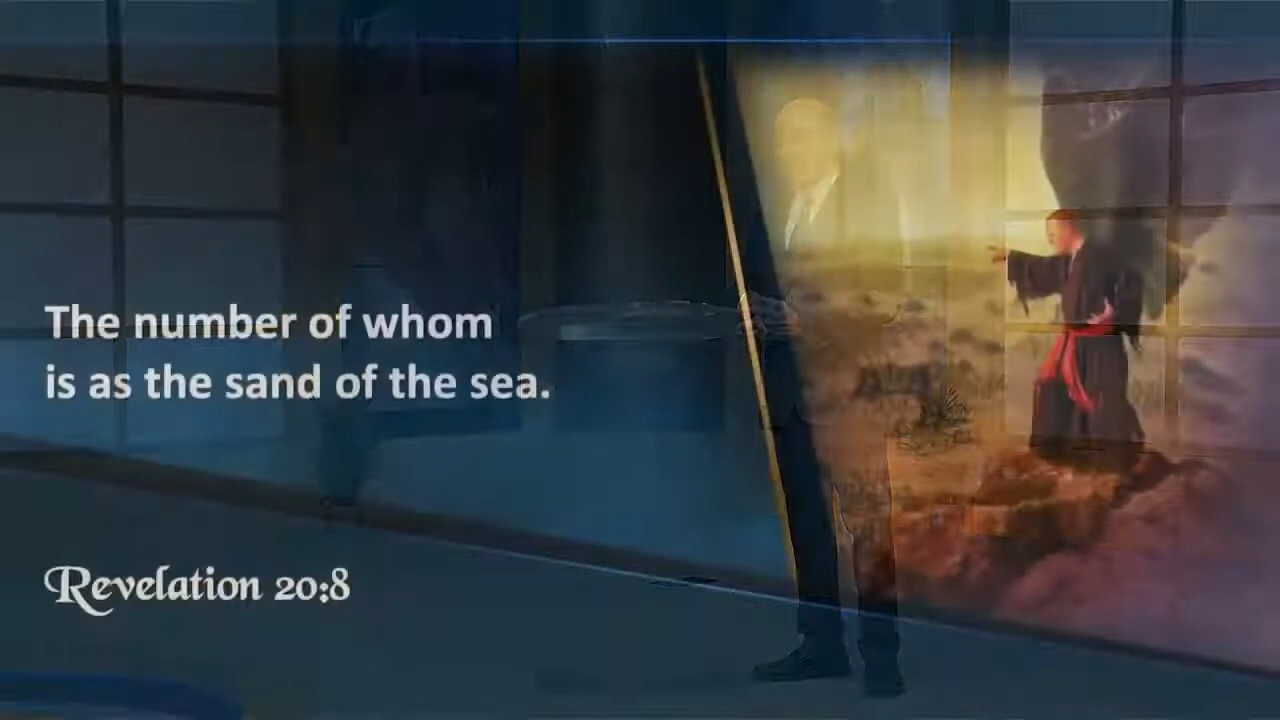 The number of whom
is as the sand of the sea.
Revelation 20:8